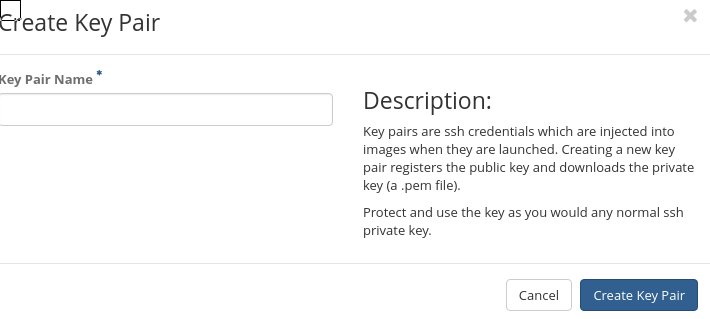 Create Key Pair
×
Key Pair Name *
Description:
Key pairs are ssh credentials which are injected into
images when they are launched. Creating a new key
pair registers the public key and downloads the private
key (a .pem file).
Protect and use the key as you would any normal ssh
private key.
Cancel
Create Key Pair